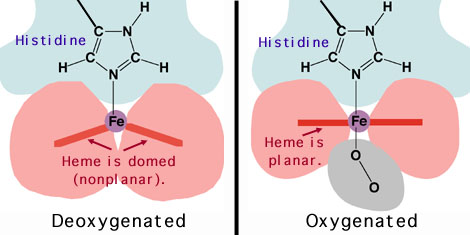 Histidine
C
N
H
H
C
C
H
N
Fe
Heme is domed
(nonplanar).
Deoxygenated
Histidine
C
N
H
H
C
C
H
N
Fe
Heme is
planar.
O
O
Oxygenated